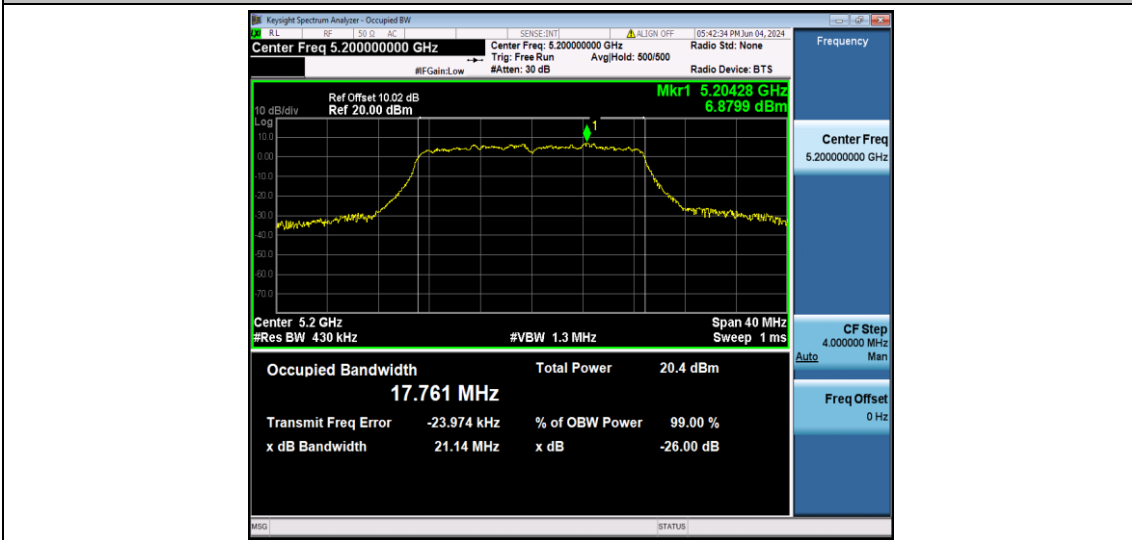 Keysight Spectrum Analyzer - Occupied BW
RL RF 50 Ω AC SENSE:INT ALIGN OFF 05:42:34 PM Jun 04, 2024
Center Freq 5.200000000 GHz
Center Freq: 5.200000000 GHz
Radio Std: None
Trig: Free Run Avg|Hold: 500/500
#IFGain:Low #Atten: 30 dB Radio Device: BTS
Mkr1 5.20428 GHz
6.8799 dBm
Ref Offset 10.02 dB
10 dB/div Ref 20.00 dBm
Log
10.0
0.00
-10.0
-20.0
-30.0
-40.0
-50.0
-60.0
-70.0
1
Center 5.2 GHz Span 40 MHz
#Res BW 430 kHz #VBW 1.3 MHz Sweep 1 ms
Occupied Bandwidth Total Power 20.4 dBm
17.761 MHz
Transmit Freq Error -23.974 kHz % of OBW Power 99.00 %
x dB Bandwidth 21.14 MHz x dB -26.00 dB
MSG STATUS
Frequency
Center Freq
5.200000000 GHz
CF Step
4.000000 MHz
Auto Man
Freq Offset
0 Hz